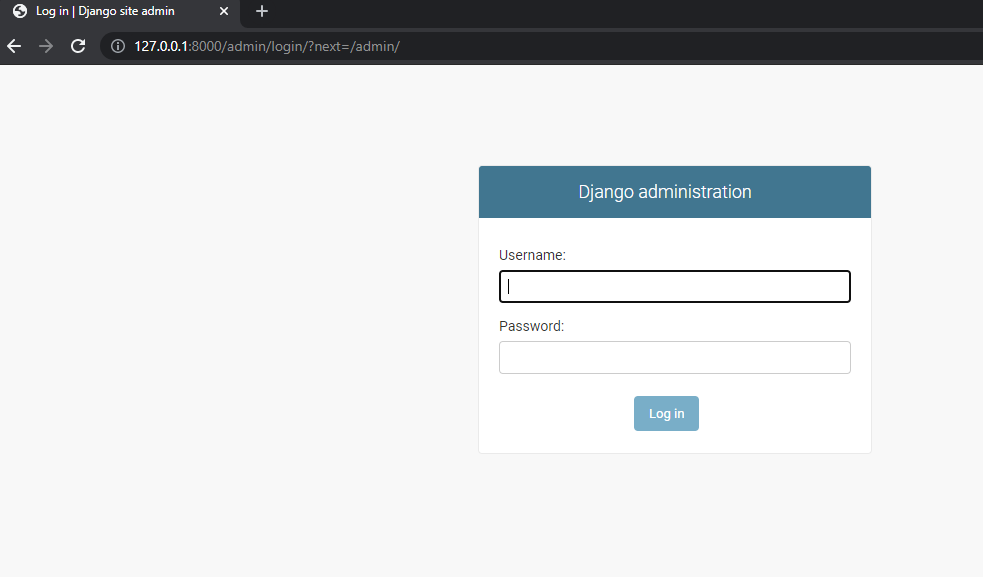 Log in | Django site admin
127.0.0.1:8000/admin/login/?next=/admin/
Django administration
Username:
Password:
Log in